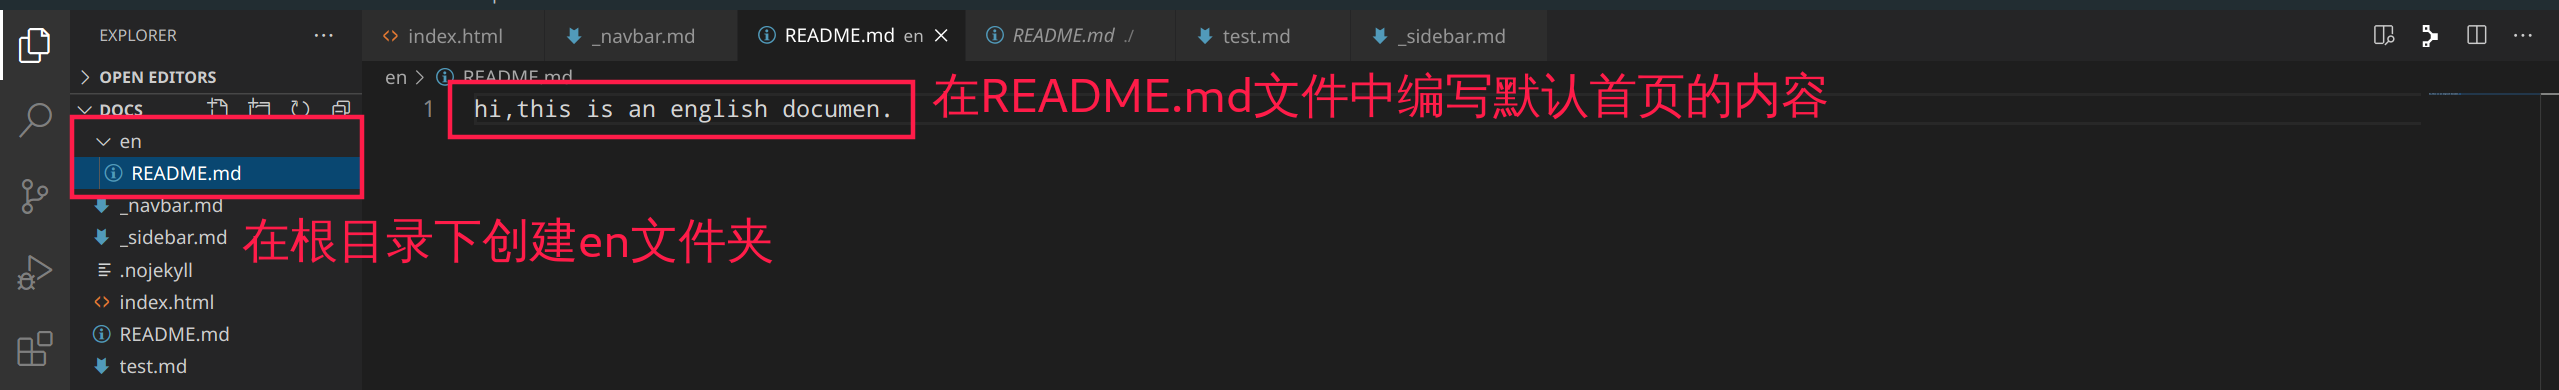 EXPLORER
index.html
_navbar.md
README.md en
README.md ./
test.md
_sidebar.md
OPEN EDITORS
en > README.md
DOCS
1 hi,this is an english documen.
在README.md文件中编写默认首页的内容
en
README.md
_navbar.md
_sidebar.md
在根目录下创建en文件夹
.nojekyll
index.html
README.md
test.md